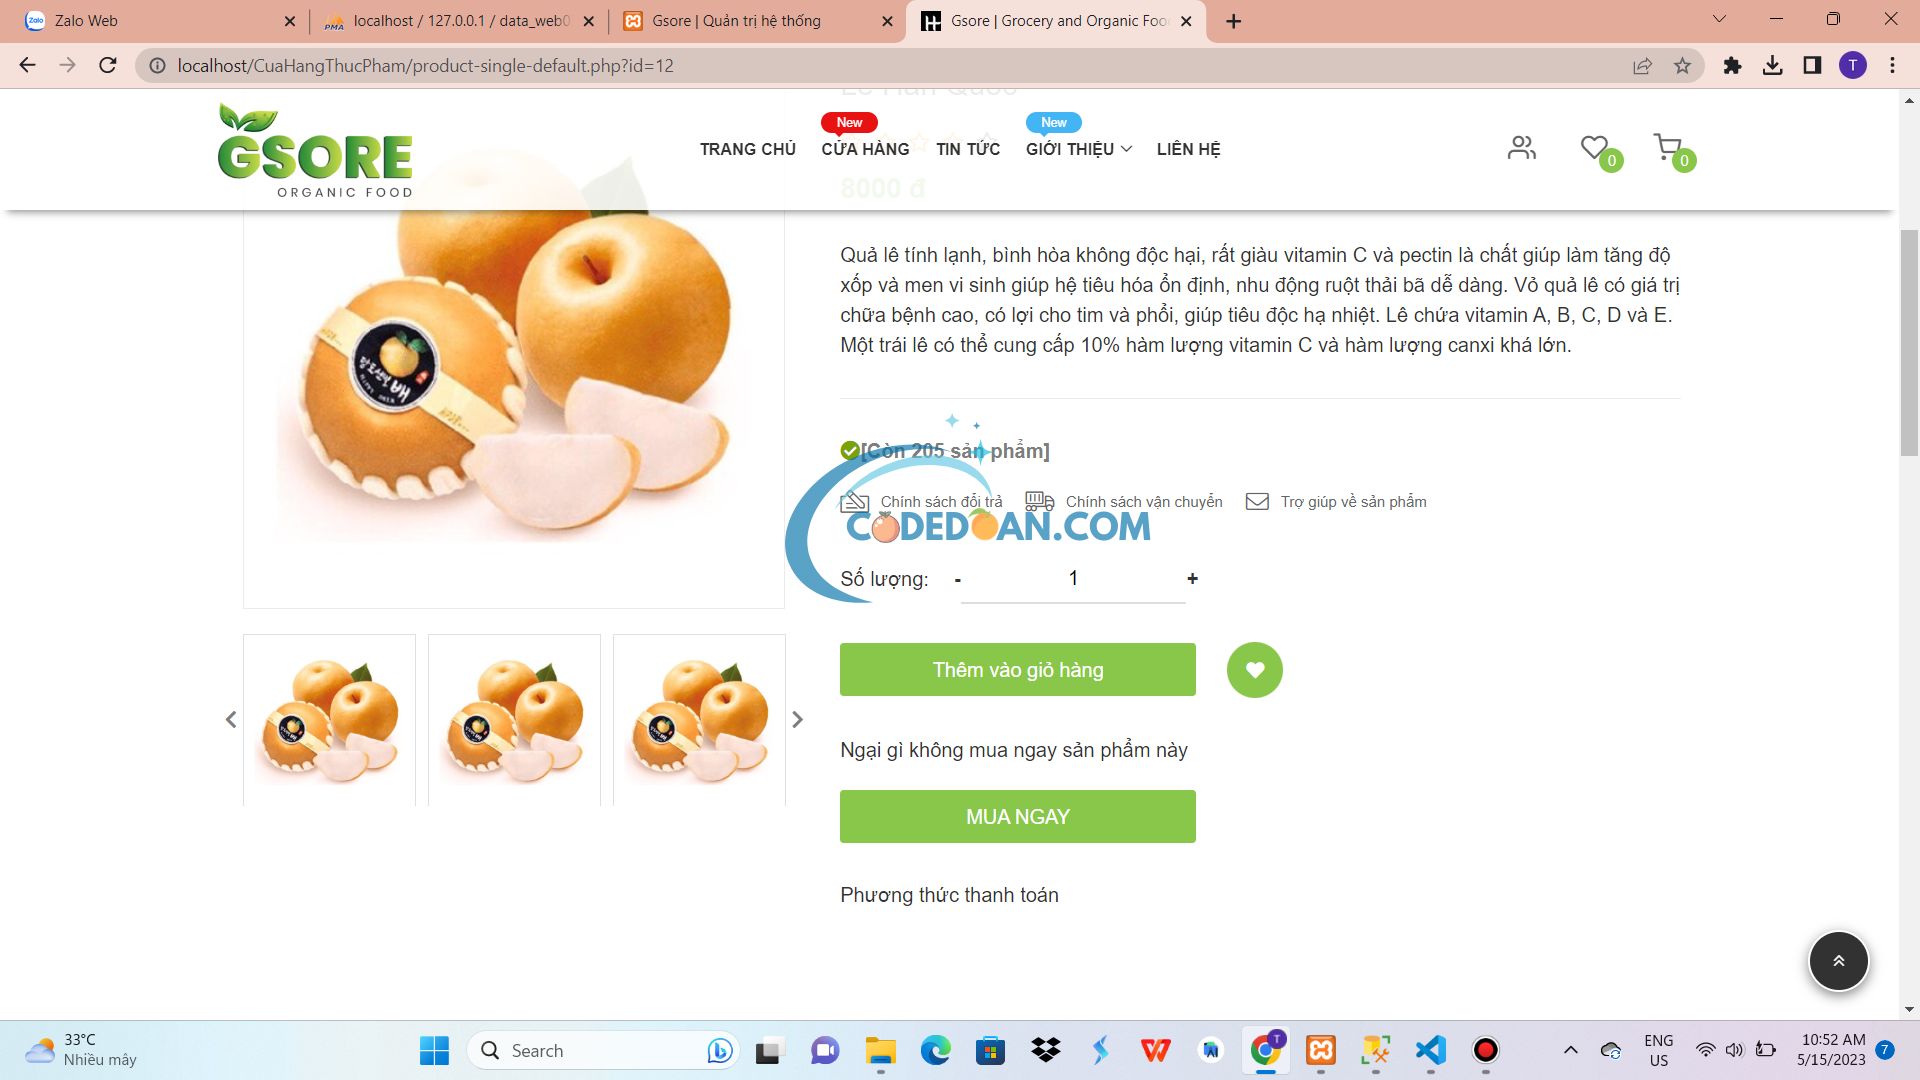 Zalo Web
localhost / 127.0.0.1 / data_web0
Gsore | Quản trị hệ thống
Gsore | Grocery and Organic Foo
localhost/CuaHangThucPham/product-single-default.php?id=12
T
GSORE
ORGANIC FOOD
New
New
TRANG CHỦ
CỬA HÀNG
TIN TỨC
GIỚI THIỆU
LIÊN HỆ
0
0
8000 đ
Quả lê tính lạnh, bình hòa không độc hại, rất giàu vitamin C và pectin là chất giúp làm tăng độ
xốp và men vi sinh giúp hệ tiêu hóa ổn định, nhu động ruột thải bã dễ dàng. Vỏ quả lê có giá trị
chữa bệnh cao, có lợi cho tim và phổi, giúp tiêu độc hạ nhiệt. Lê chứa vitamin A, B, C, D và E.
Một trái lê có thể cung cấp 10% hàm lượng vitamin C và hàm lượng canxi khá lớn.
[Còn 205 sản phẩm]
Chính sách đổi trả
Chính sách vận chuyển
Trợ giúp về sản phẩm
CODEDOAN.COM
Số lượng:
-
1
+
Thêm vào giỏ hàng
Ngại gì không mua ngay sản phẩm này
MUA NGAY
Phương thức thanh toán
33°C
Nhiều mây
Search
ENG
US
10:52 AM
5/15/2023
7